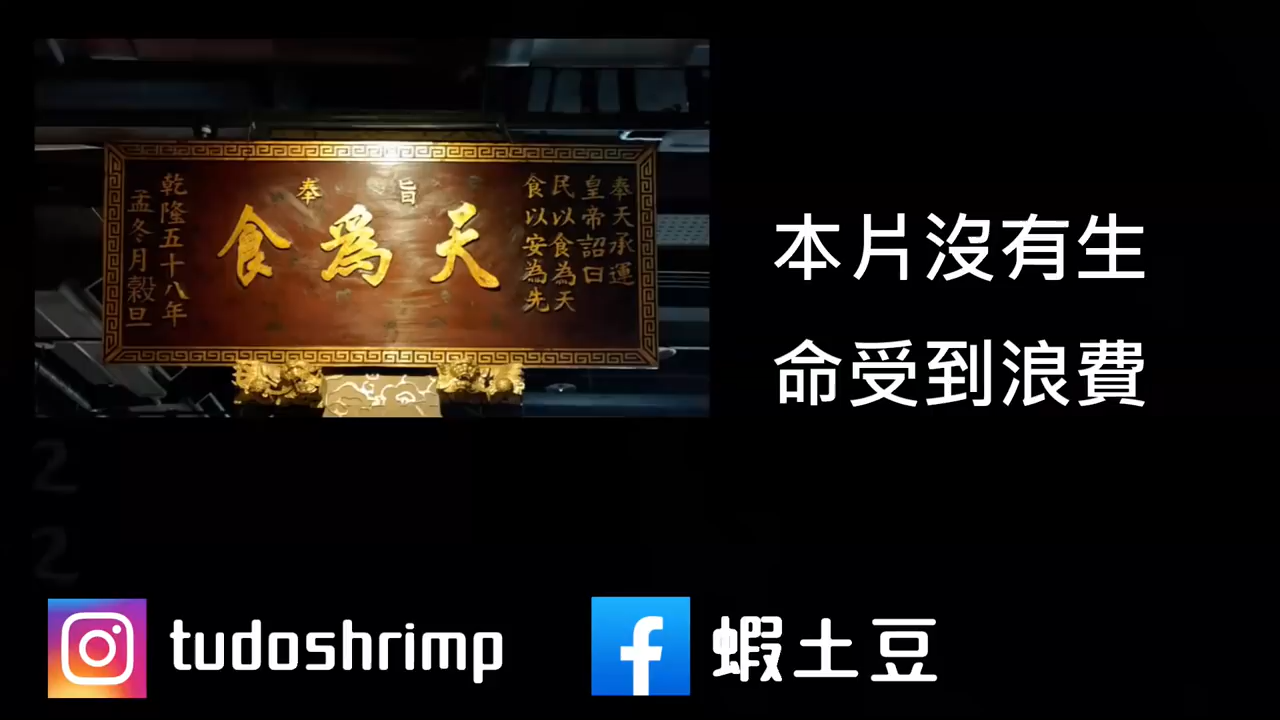 奉天承運
皇帝詔曰
民以食為天
食以安為先
奉旨
天為食
乾隆五十八年
孟冬月穀旦
本片沒有生
命受到浪費
tudoshrimp
蝦土豆